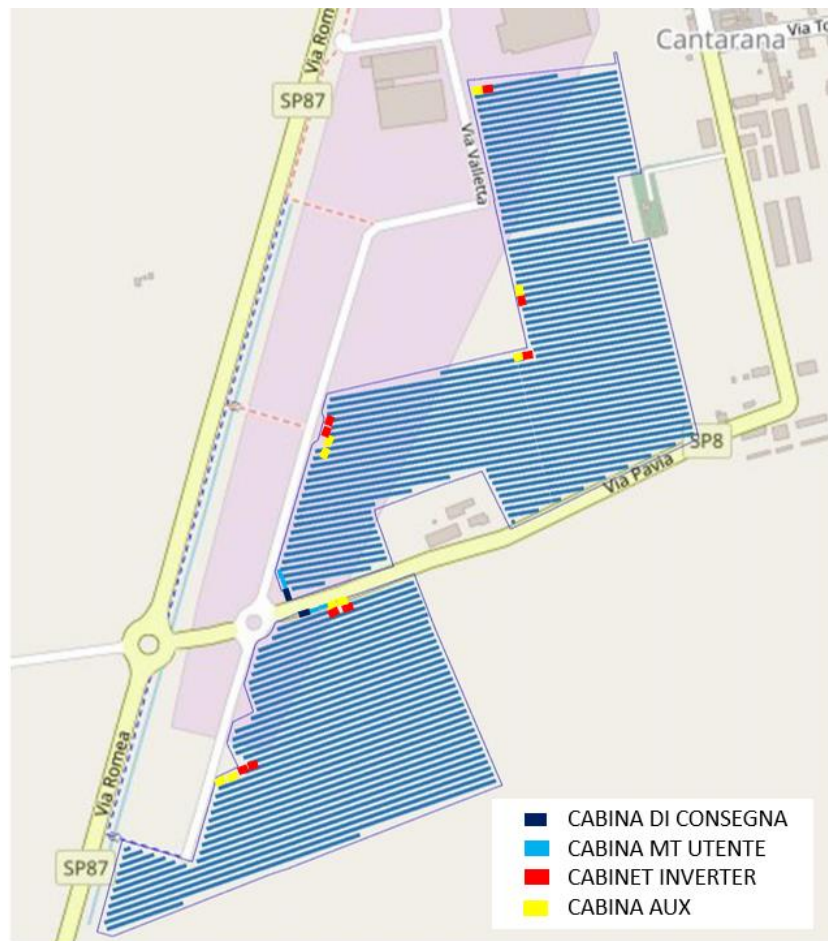 Via Rom
Cantarana
Via To
SP87
Via Valletta
SP8
Via Pavia
Via Romea
SP87
CABINA DI CONSEGNA
CABINA MT UTENTE
CABINET INVERTER
CABINA AUX